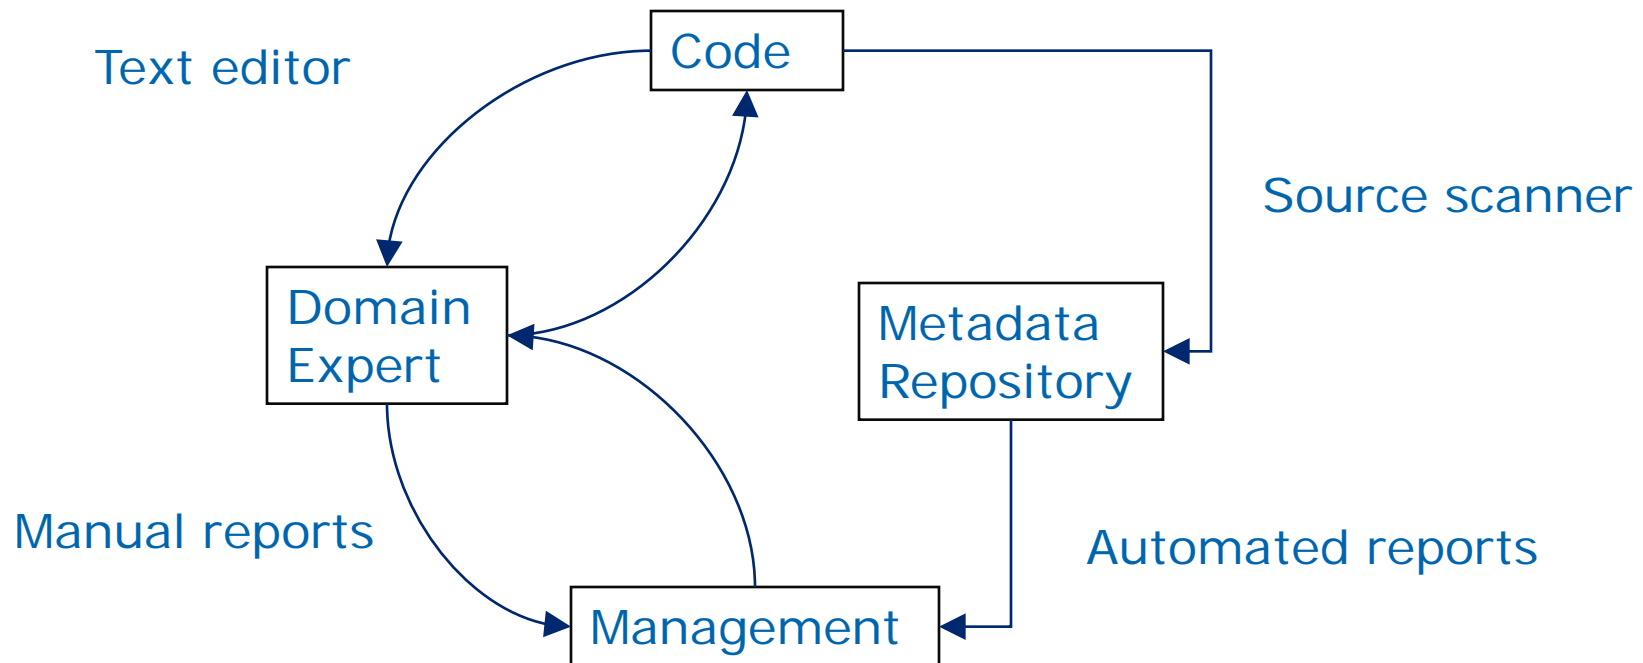 Code
Text editor
Source scanner
Domain
Expert
Metadata
Repository
Manual reports
Automated reports
Management